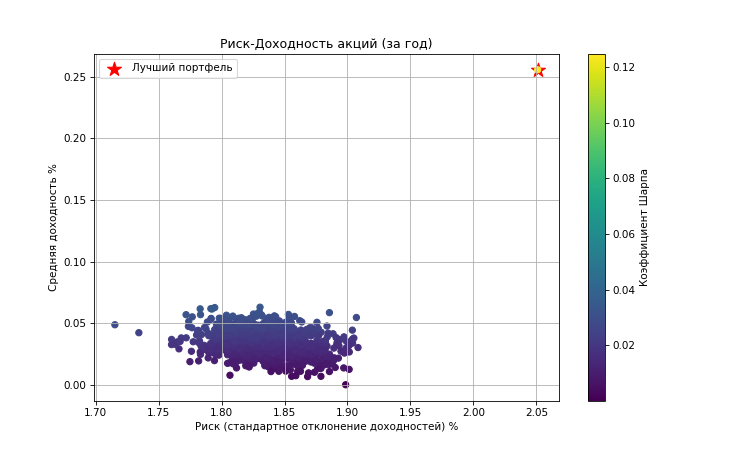 Риск-Доходность акций (за год)
Лучший портфель
Средняя доходность %
0.25
0.20
0.15
0.10
0.05
0.00
1.70 1.75 1.80 1.85 1.90 1.95 2.00 2.05
Риск (стандартное отклонение доходностей) %
0.12
0.10
0.08
0.06
0.04
0.02
Коэффициент Шарпа